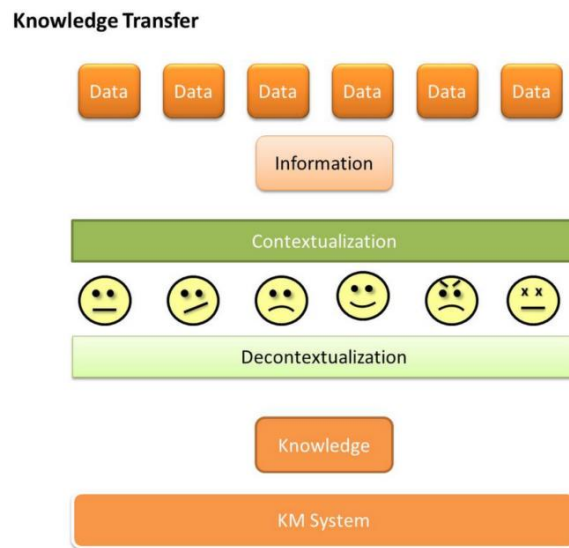 Knowledge Transfer
Data Data Data Data Data Data
Information
Contextualization
x x
Decontextualization
Knowledge
KM System